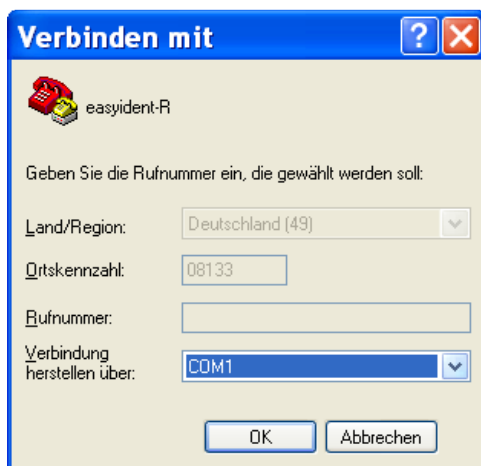 Verbinden mit
easyident-R
Geben Sie die Rufnummer ein, die gewählt werden soll:
Land/Region: Deutschland (49)
Ortskennzahl: 08133
Rufnummer:
Verbindung
herstellen über: COM1
OK Abbrechen